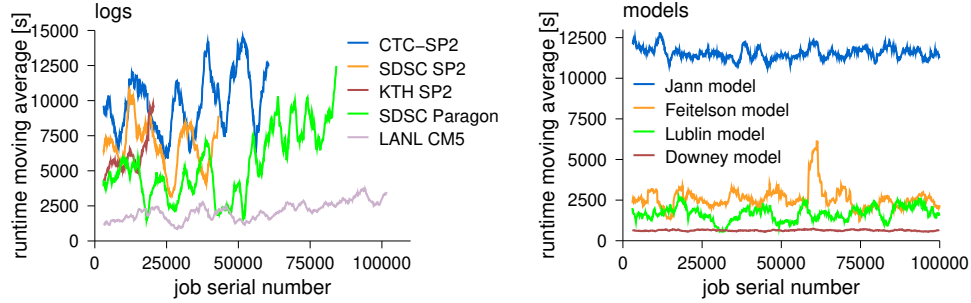 logs
runtime moving average [s]
15000
12500
10000
7500
5000
2500
0
0 25000 50000 75000 100000
job serial number
CTC−SP2
SDSC SP2
KTH SP2
SDSC Paragon
LANL CM5
models
runtime moving average [s]
12500
10000
7500
5000
2500
0
0 25000 50000 75000 100000
job serial number
Jann model
Feitelson model
Lublin model
Downey model